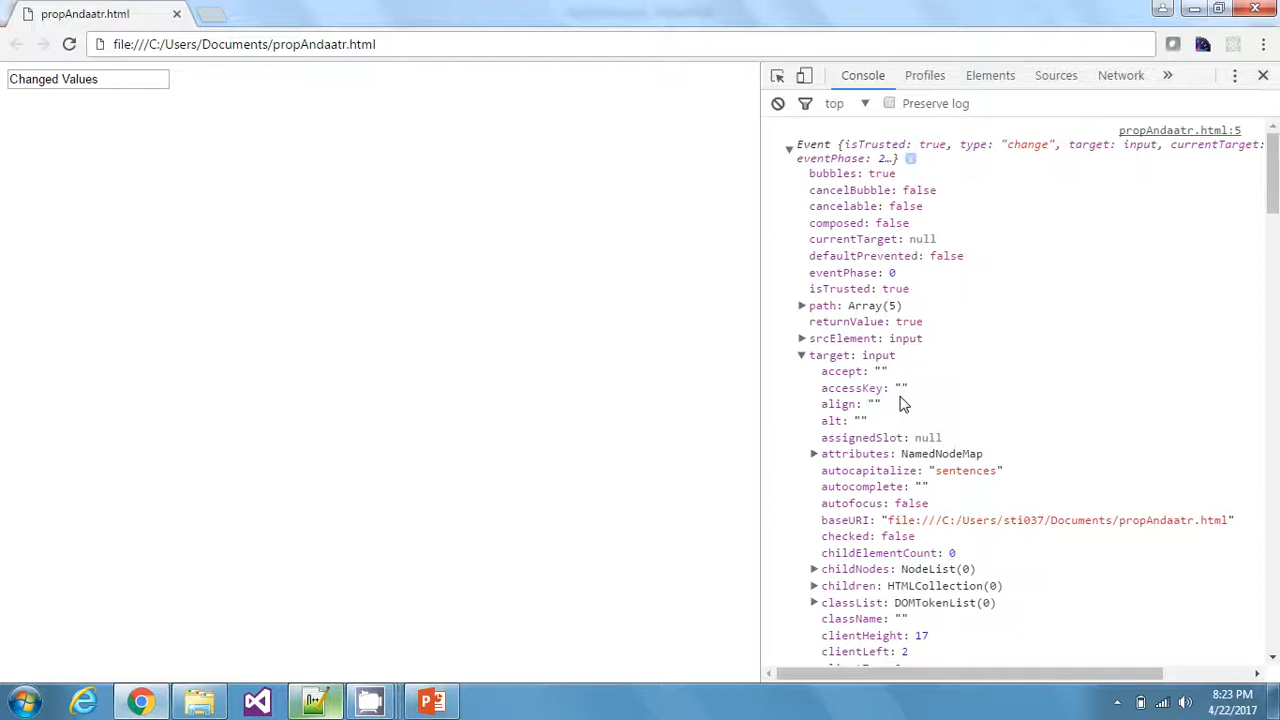 propAndaatr.html
file:///C:/Users/Documents/propAndaatr.html
Changed Values
Console Profiles Elements Sources Network »
top Preserve log
propAndaatr.html:5
Event {isTrusted: true, type: "change", target: input, currentTarget:
eventPhase: 2…} i
bubbles: true
cancelBubble: false
cancelable: false
composed: false
currentTarget: null
defaultPrevented: false
eventPhase: 0
isTrusted: true
path: Array(5)
returnValue: true
srcElement: input
target: input
accept: ""
accessKey: ""
align: ""
alt: ""
assignedSlot: null
attributes: NamedNodeMap
autocapitalize: "sentences"
autocomplete: ""
autofocus: false
baseURI: "file:///C:/Users/sti037/Documents/propAndaatr.html"
checked: false
childElementCount: 0
childNodes: NodeList(0)
children: HTMLCollection(0)
classList: DOMTokenList(0)
className: ""
clientHeight: 17
clientLeft: 2
8:23 PM
4/22/2017